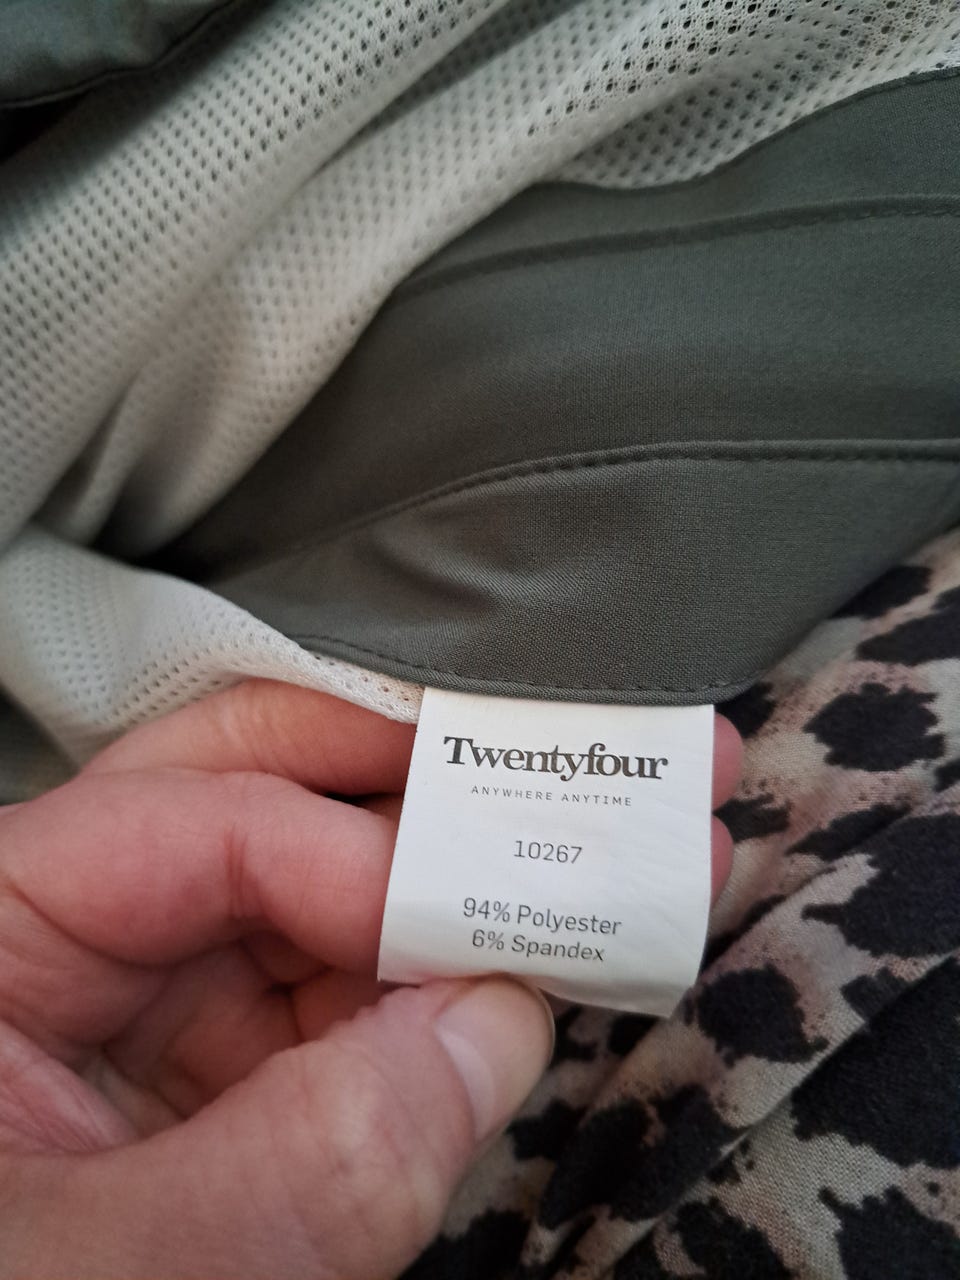 Twentyfour
ANYWHERE ANYTIME
10267
94% Polyester
6% Spandex